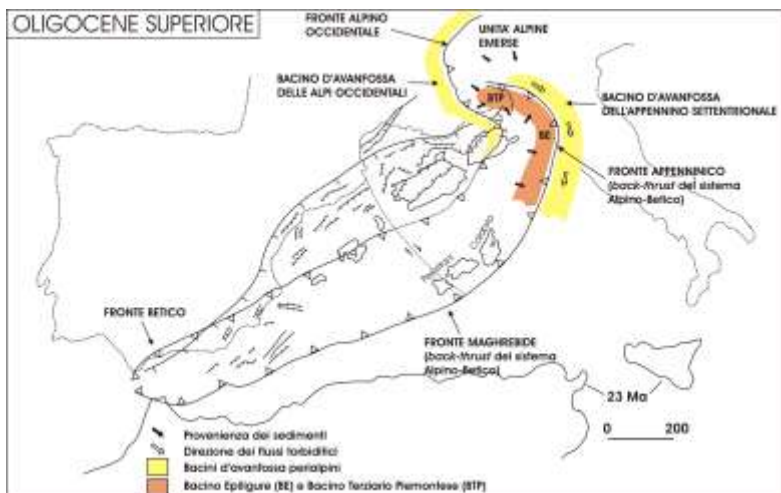 OLIGOCENE SUPERIORE
FRONTE ALPINO
OCCIDENTALE
UNITA' ALPINE
EMERSE
BACINO D'AVANFOSSA
DELLE ALPI OCCIDENTALI
BTP
BACINO D'AVANFOSSA
DELL'APPENNINO SETTENTRIONALE
BE
FRONTE APPENNINICO
(back-thrust del sistema
Alpino-Betico)
FRONTE BETICO
FRONTE MAGHREBIDE
(back-thrust del sistema
Alpino-Betico)
23 Ma
0 200
Provenienza dei sedimenti
Direzione dei flussi torbiditici
Bacini d'avanfossa perialpini
Bacino Epiligure (BE) e Bacino Terziario Piemontese (BTP)